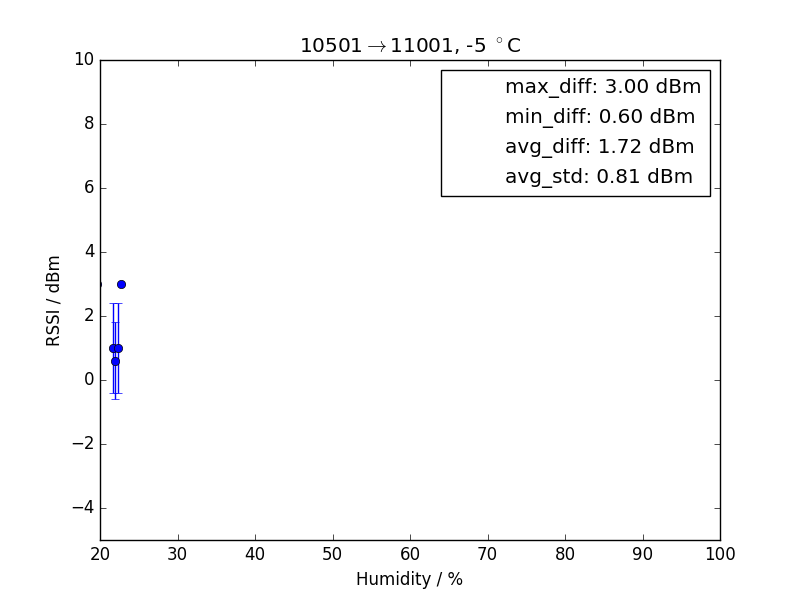 10501→11001, -5 °C
max_diff: 3.00 dBm
min_diff: 0.60 dBm
avg_diff: 1.72 dBm
avg_std: 0.81 dBm
RSSI / dBm
10
8
6
4
2
0
−2
−4
20 30 40 50 60 70 80 90 100
Humidity / %